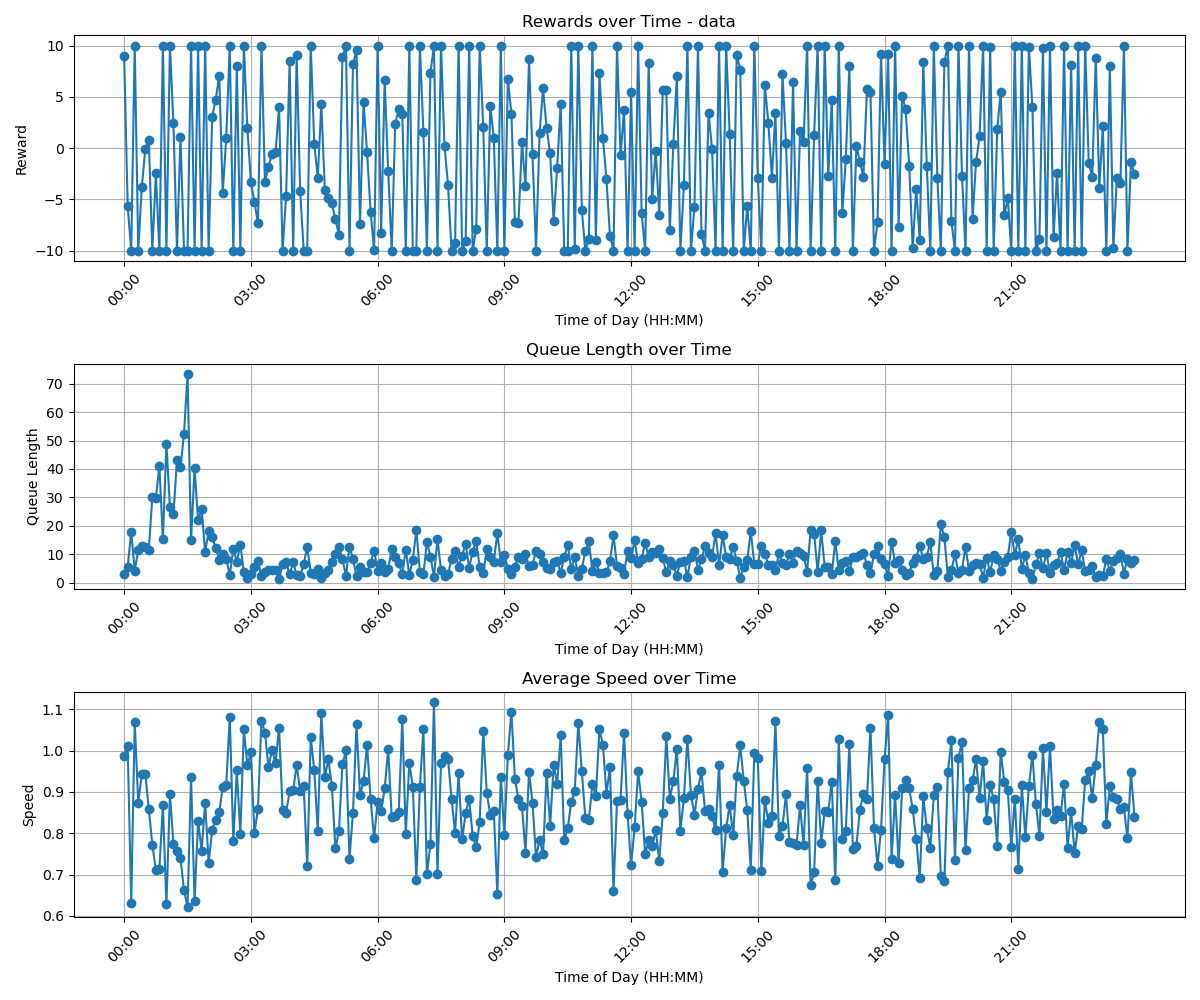 Rewards over Time - data
10
5
0
−5
−10
Reward
00:00 03:00 06:00 09:00 12:00 15:00 18:00 21:00
Time of Day (HH:MM)
Queue Length over Time
70
60
50
40
30
20
10
0
Queue Length
00:00 03:00 06:00 09:00 12:00 15:00 18:00 21:00
Time of Day (HH:MM)
Average Speed over Time
1.1
1.0
0.9
0.8
0.7
0.6
Speed
00:00 03:00 06:00 09:00 12:00 15:00 18:00 21:00
Time of Day (HH:MM)